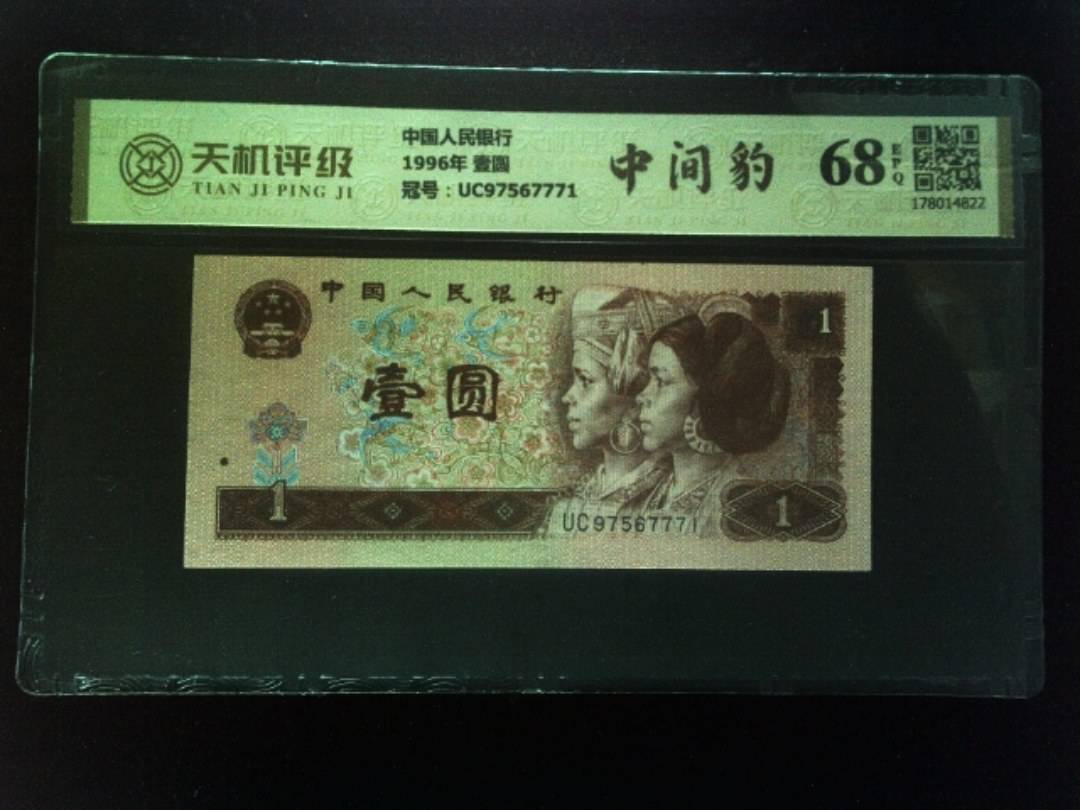 天机评级
TIAN JI PING JI
中国人民银行
1996年 壹圆
冠号：UC97567771
中间豹
68
EPQ
178014822
中国人民银行
1
壹圆
1
UC97567771
1